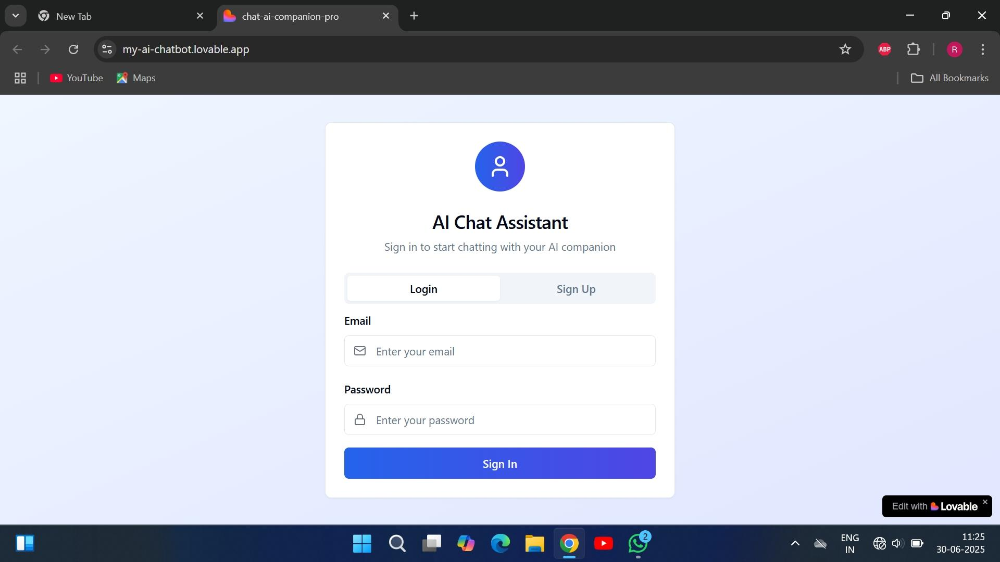 New Tab
chat-ai-companion-pro
my-ai-chatbot.lovable.app
ABP
R
YouTube
Maps
All Bookmarks
AI Chat Assistant
Sign in to start chatting with your AI companion
Login
Sign Up
Email
Enter your email
Password
Enter your password
Sign In
Edit with Lovable
2
ENG
IN
11:25
30-06-2025